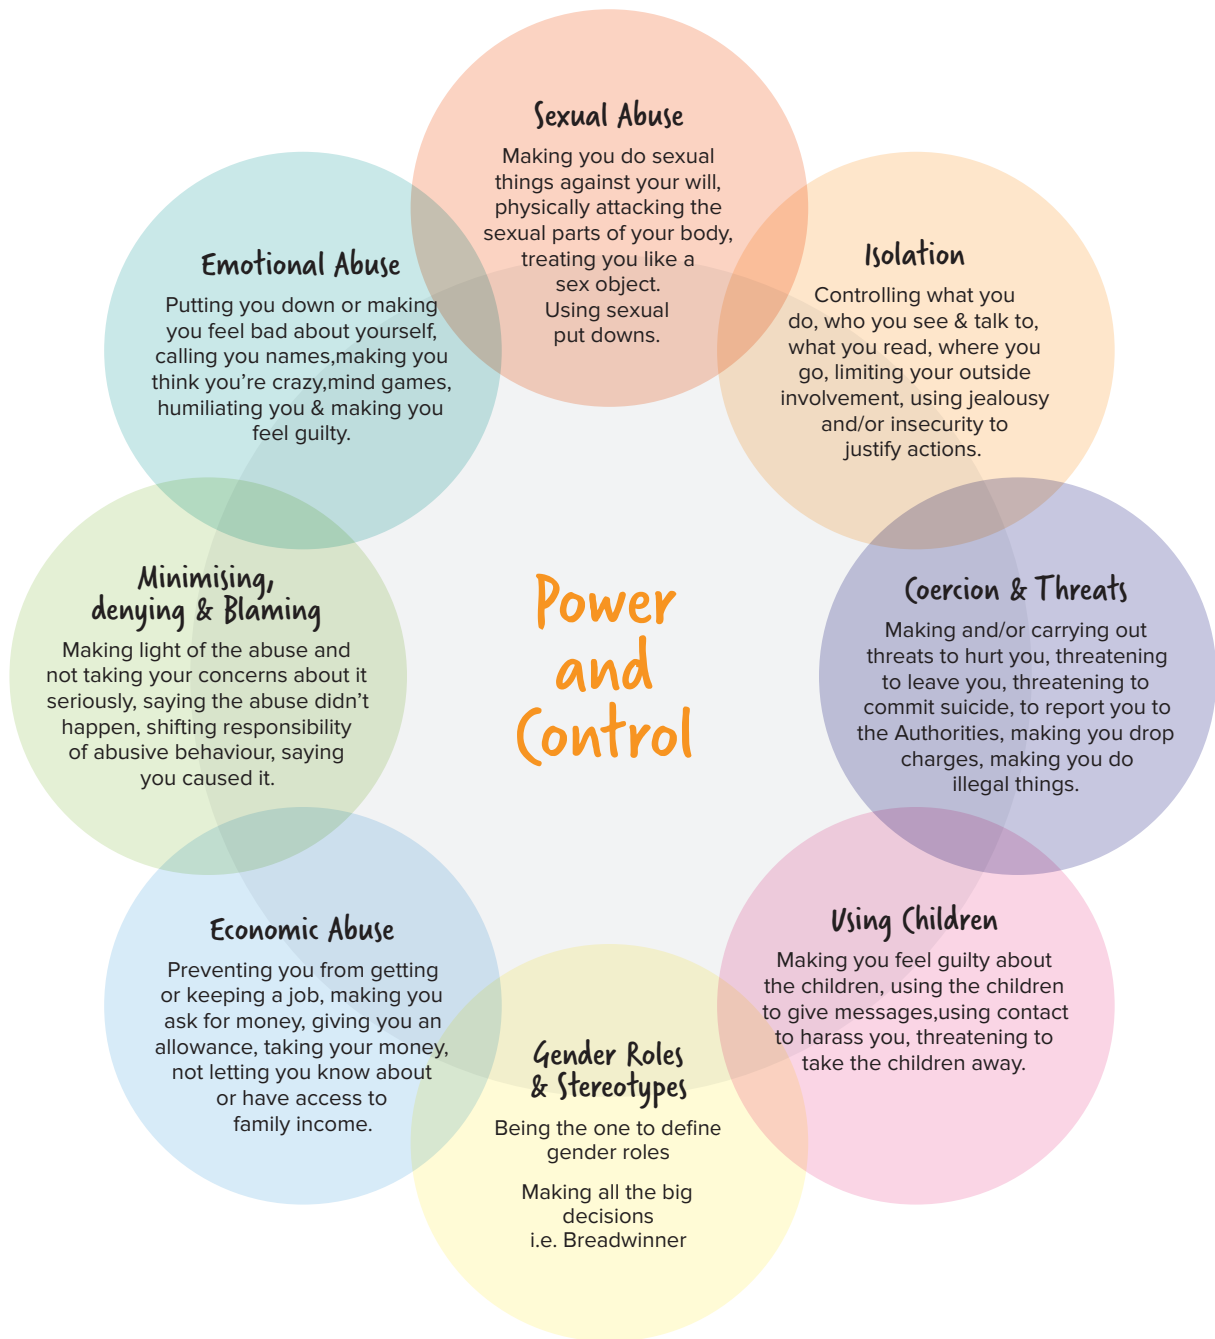 Sexual Abuse
Making you do sexual
things against your will,
physically attacking the
sexual parts of your body,
treating you like a
sex object.
Using sexual
put downs.
Isolation
Controlling what you
do, who you see & talk to,
what you read, where you
go, limiting your outside
involvement, using jealousy
and/or insecurity to
justify actions.
Coercion & Threats
Making and/or carrying out
threats to hurt you, threatening
to leave you, threatening to
commit suicide, to report you to
the Authorities, making you drop
charges, making you do
illegal things.
Using Children
Making you feel guilty about
the children, using the children
to give messages,using contact
to harass you, threatening to
take the children away.
Gender Roles
& Stereotypes
Being the one to define
gender roles
Making all the big
decisions
i.e. Breadwinner
Economic Abuse
Preventing you from getting
or keeping a job, making you
ask for money, giving you an
allowance, taking your money,
not letting you know about
or have access to
family income.
Minimising,
denying & Blaming
Making light of the abuse and
not taking your concerns about it
seriously, saying the abuse didn't
happen, shifting responsibility
of abusive behaviour, saying
you caused it.
Emotional Abuse
Putting you down or making
you feel bad about yourself,
calling you names,making you
think you're crazy,mind games,
humiliating you & making you
feel guilty.
Power
and
Control